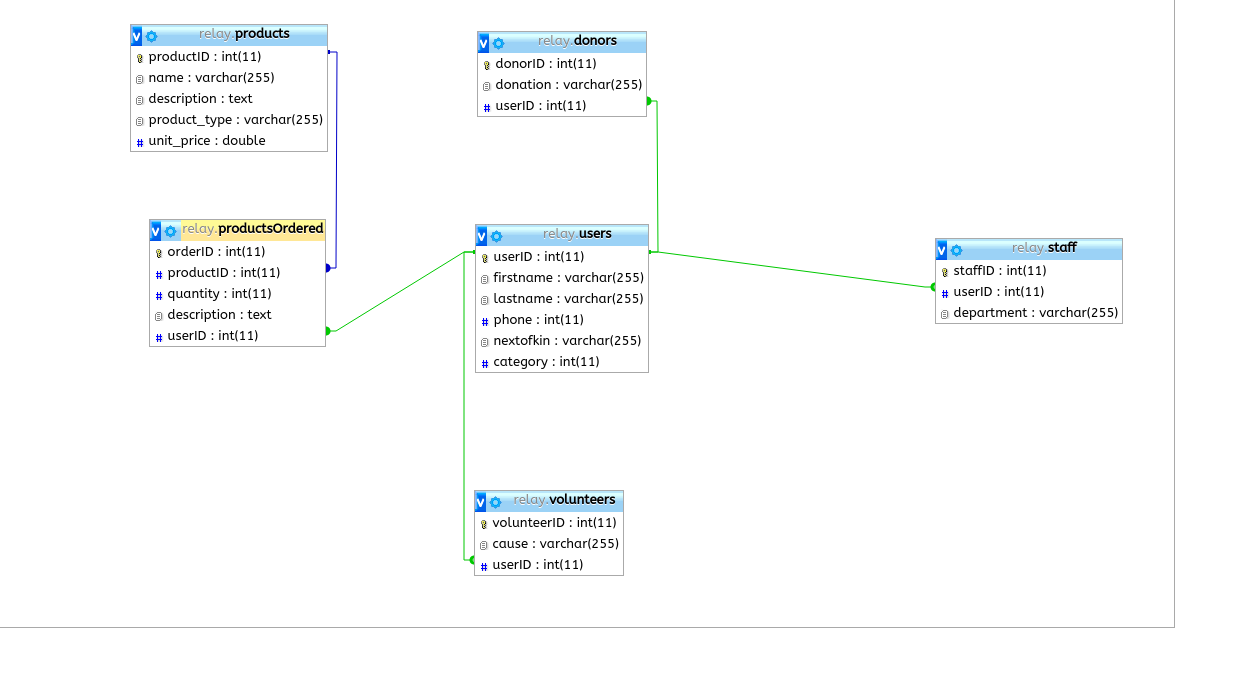 v relay.products
productID : int(11)
name : varchar(255)
description : text
product_type : varchar(255)
# unit_price : double
v relay.donors
donorID : int(11)
donation : varchar(255)
# userID : int(11)
v relay.productsOrdered
orderID : int(11)
# productID : int(11)
# quantity : int(11)
description : text
# userID : int(11)
v relay.users
userID : int(11)
firstname : varchar(255)
lastname : varchar(255)
# phone : int(11)
nextofkin : varchar(255)
# category : int(11)
v relay.staff
staffID : int(11)
# userID : int(11)
department : varchar(255)
v relay.volunteers
volunteerID : int(11)
cause : varchar(255)
# userID : int(11)